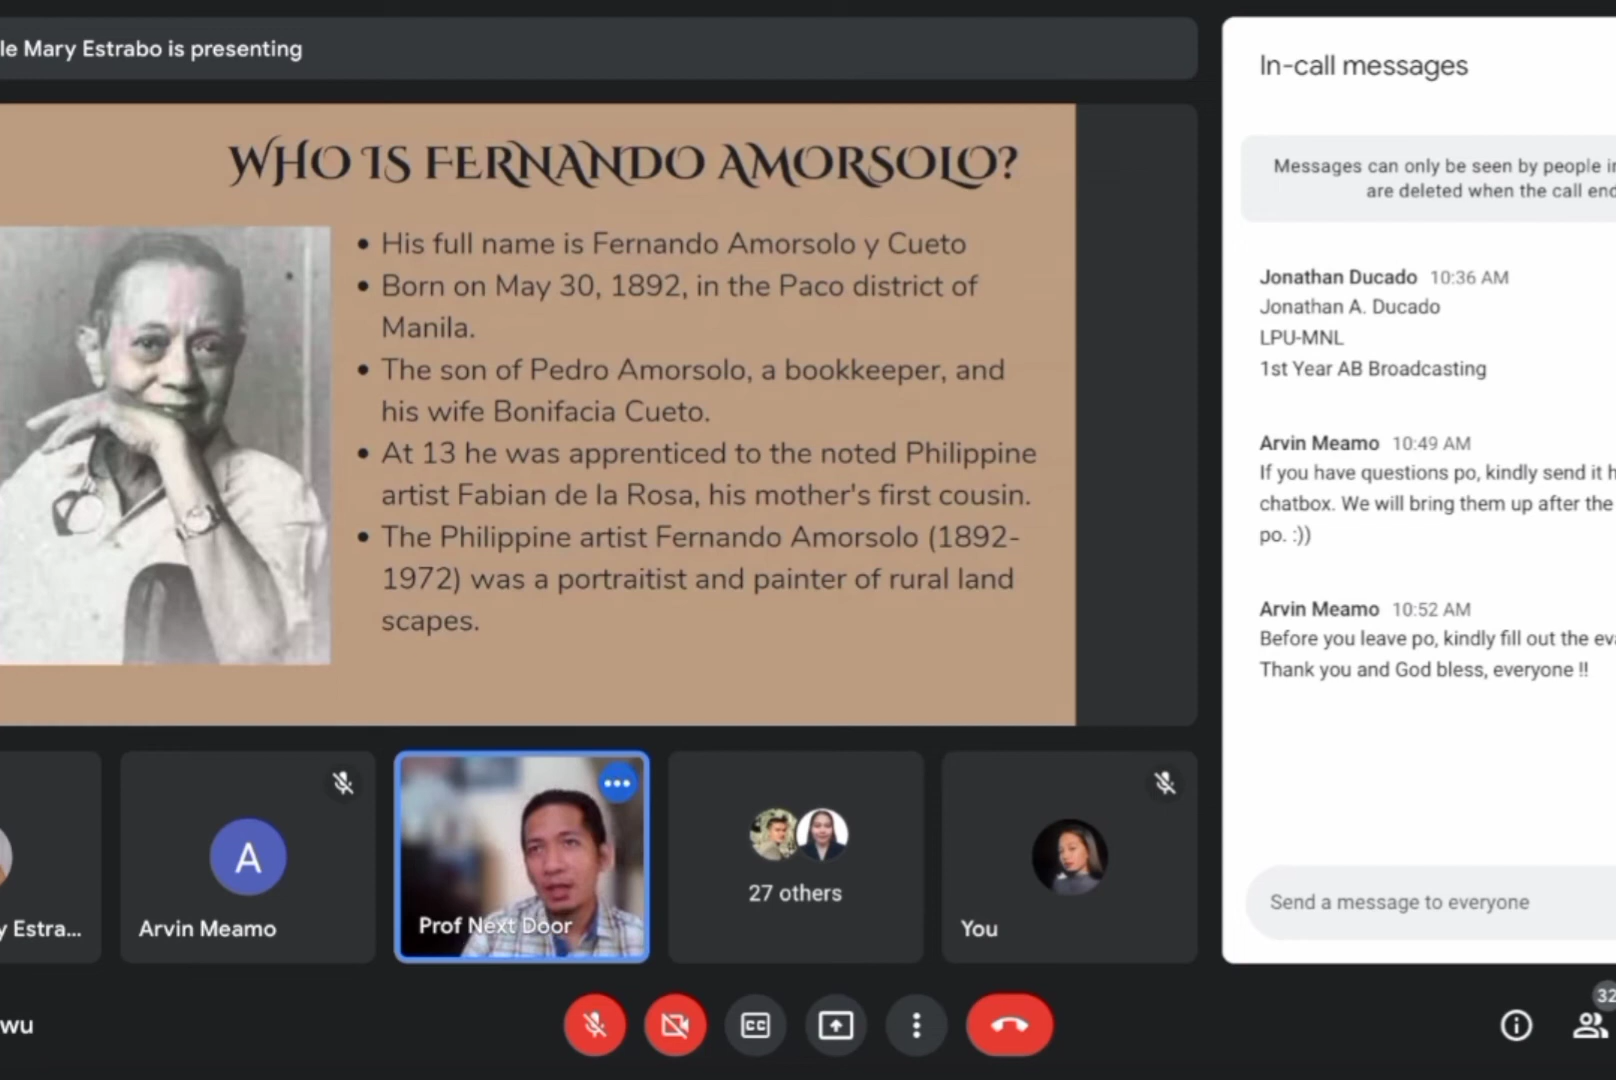 le Mary Estrabo is presenting
WHO IS FERNANDO AMORSOLO?
• His full name is Fernando Amorsolo y Cueto
• Born on May 30, 1892, in the Paco district of
Manila.
• The son of Pedro Amorsolo, a bookkeeper, and
his wife Bonifacia Cueto.
• At 13 he was apprenticed to the noted Philippine
artist Fabian de la Rosa, his mother's first cousin.
• The Philippine artist Fernando Amorsolo (1892-
1972) was a portraitist and painter of rural land
scapes.
y Estra...
A
Arvin Meamo
Prof Next Door
27 others
You
wu
CC
In-call messages
Messages can only be seen by people in
are deleted when the call end
Jonathan Ducado 10:36 AM
Jonathan A. Ducado
LPU-MNL
1st Year AB Broadcasting
Arvin Meamo 10:49 AM
If you have questions po, kindly send it h
chatbox. We will bring them up after the
po. :))
Arvin Meamo 10:52 AM
Before you leave po, kindly fill out the ev
Thank you and God bless, everyone !!
Send a message to everyone
32